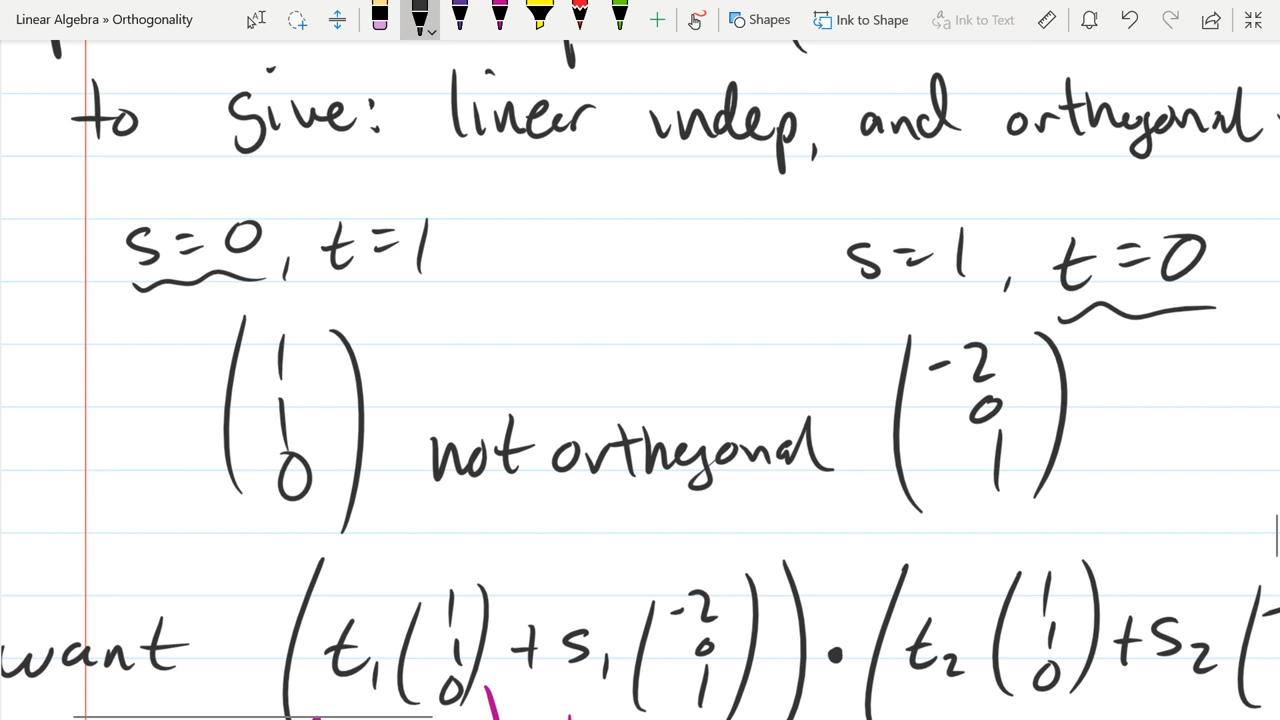 Linear Algebra » Orthogonality
Shapes
Ink to Shape
Ink to Text
to give: linear indep, and orthogonal.
s=0, t=1
s=1, t=0
(1 1 0) not orthogonal (-2 0 1)
want (t₁(1 1 0) + s₁(-2 0 1)) • (t₂(1 1 0) + s₂(-